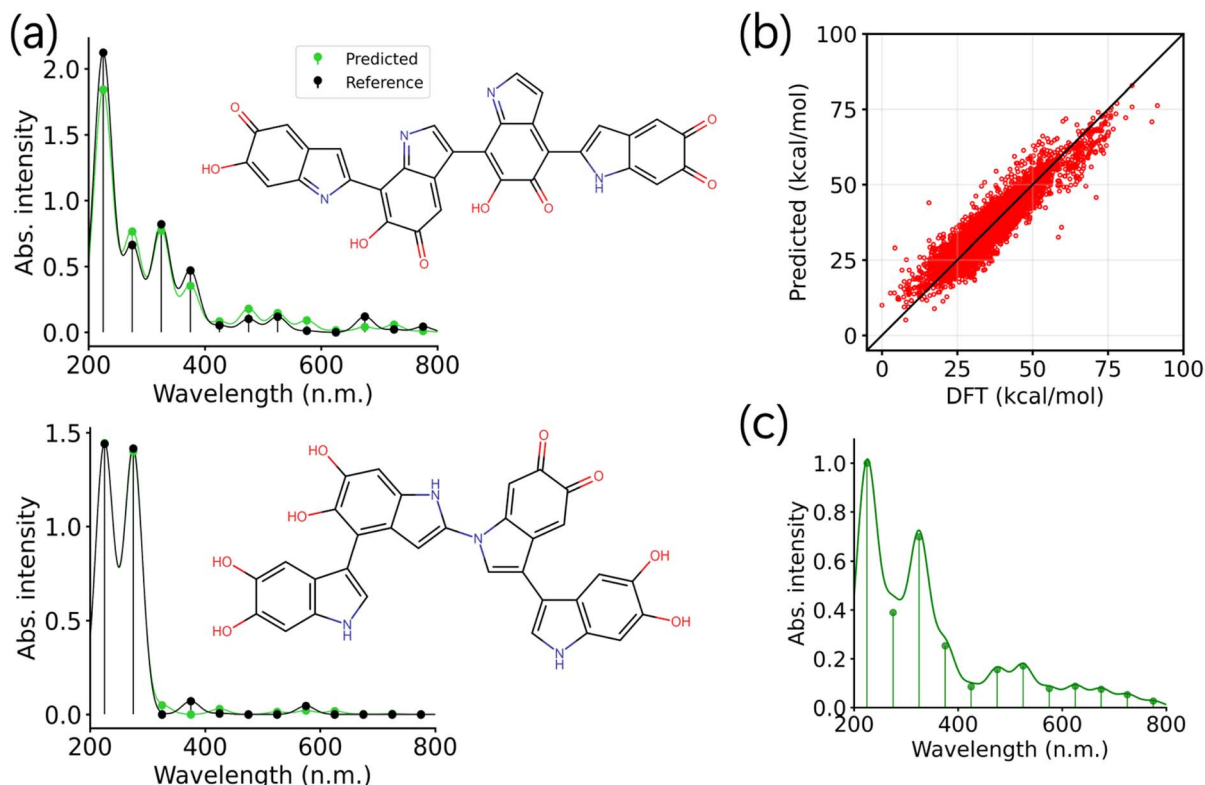 (a)
2.0
1.5
1.0
0.5
0.0
Abs. intensity
Predicted
Reference
O
HO
N
N
HO
O
N
HO
O
N
H
O
O
200 400 600 800
Wavelength (n.m.)
1.5
1.0
0.5
0.0
Abs. intensity
HO
HO
HO
HO
N
H
H
N
N
O
O
OH
OH
N
H
200 400 600 800
Wavelength (n.m.)
(b)
100
75
50
25
0
Predicted (kcal/mol)
0 25 50 75 100
DFT (kcal/mol)
(c)
1.0
0.8
0.6
0.4
0.2
0.0
Abs. intensity
200 400 600 800
Wavelength (n.m.)